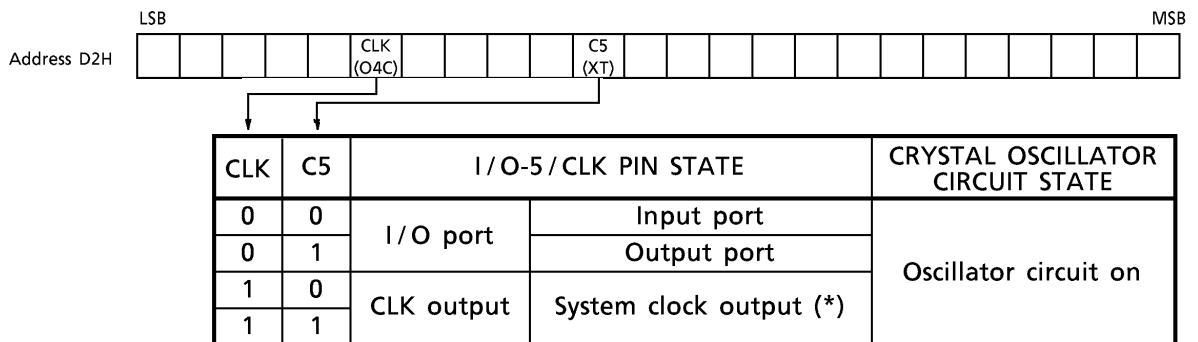 LSB MSB
Address D2H CLK (O4C) C5 (XT)
CLK C5 I/O-5/CLK PIN STATE CRYSTAL OSCILLATOR CIRCUIT STATE
0 0 I/O port Input port Oscillator circuit on
0 1 Output port
1 0 CLK output System clock output (*)
1 1